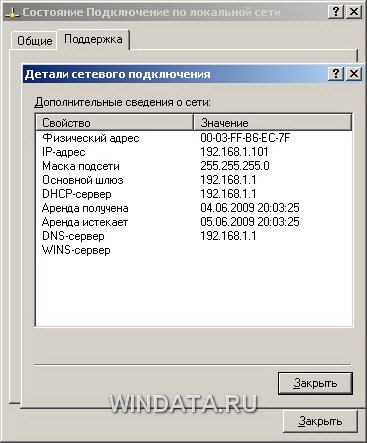 Состояние Подключение по локальной сети
Общие Поддержка
Детали сетевого подключения
Дополнительные сведения о сети:
Свойство Значение
Физический адрес 00-03-FF-B6-EC-7F
IP-адрес 192.168.1.101
Маска подсети 255.255.255.0
Основной шлюз 192.168.1.1
DHCP-сервер 192.168.1.1
Аренда получена 04.06.2009 20:03:25
Аренда истекает 05.06.2009 20:03:25
DNS-сервер 192.168.1.1
WINS-сервер
Закрыть
WINDATA.RU
Закрыть